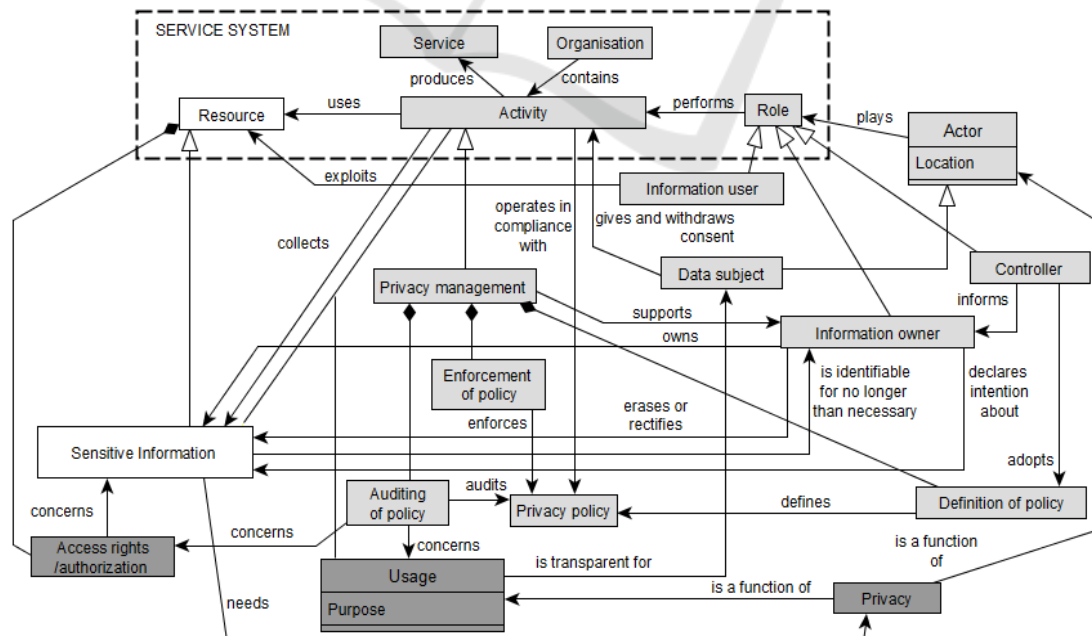 SERVICE SYSTEM
Service
Organisation
produces
contains
Resource
uses
Activity
performs
Role
plays
Actor
Location
exploits
Information user
operates in
compliance
with
gives and withdraws
consent
collects
Data subject
Controller
Privacy management
informs
supports
Information owner
owns
Enforcement
of policy
is identifiable
for no longer
than necessary
declares
intention
about
erases or
rectifies
enforces
Sensitive Information
adopts
Auditing
of policy
audits
Privacy policy
defines
Definition of policy
concerns
concerns
Access rights
/authorization
concerns
is a function
of
is transparent for
Usage
Purpose
is a function of
Privacy
needs